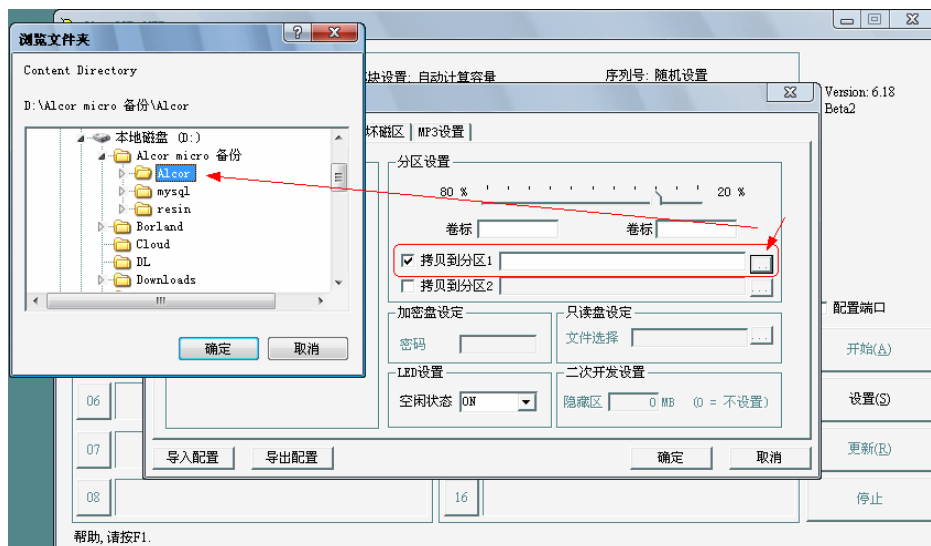 浏览文件夹
Content Directory
D:\Alcor micro 备份\Alcor
本地磁盘 (D:)
Alcor micro 备份
Alcor
mysql
resin
Borland
Cloud
DL
Downloads
确定
取消
块设置: 自动计算容量
序列号: 随机设置
Version: 6.18
Beta2
坏磁区
MP3设置
分区设置
80 %
20 %
卷标
卷标
拷贝到分区1
...
拷贝到分区2
...
加密盘设定
密码
只读盘设定
文件选择
...
LED设置
空闲状态 ON
二次开发设置
隐藏区 0 MB (0 = 不设置)
导入配置
导出配置
确定
取消
配置端口
开始(A)
设置(S)
更新(R)
停止
06
07
08
16
帮助, 请按F1.